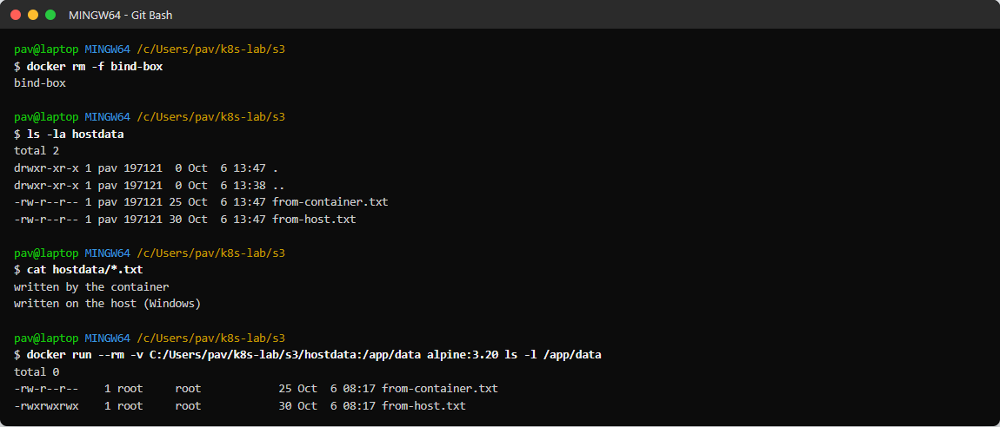 MINGW64 - Git Bash
pav@laptop MINGW64 /c/Users/pav/k8s-lab/s3
$ docker rm -f bind-box
bind-box
pav@laptop MINGW64 /c/Users/pav/k8s-lab/s3
$ ls -la hostdata
total 2
drwxr-xr-x 1 pav 197121  0 Oct  6 13:47 .
drwxr-xr-x 1 pav 197121  0 Oct  6 13:38 ..
-rw-r--r-- 1 pav 197121 25 Oct  6 13:47 from-container.txt
-rw-r--r-- 1 pav 197121 30 Oct  6 13:47 from-host.txt
pav@laptop MINGW64 /c/Users/pav/k8s-lab/s3
$ cat hostdata/*.txt
written by the container
written on the host (Windows)
pav@laptop MINGW64 /c/Users/pav/k8s-lab/s3
$ docker run --rm -v C:/Users/pav/k8s-lab/s3/hostdata:/app/data alpine:3.20 ls -l /app/data
total 0
-rw-r--r--    1 root     root            25 Oct  6 08:17 from-container.txt
-rwxrwxrwx    1 root     root            30 Oct  6 08:17 from-host.txt